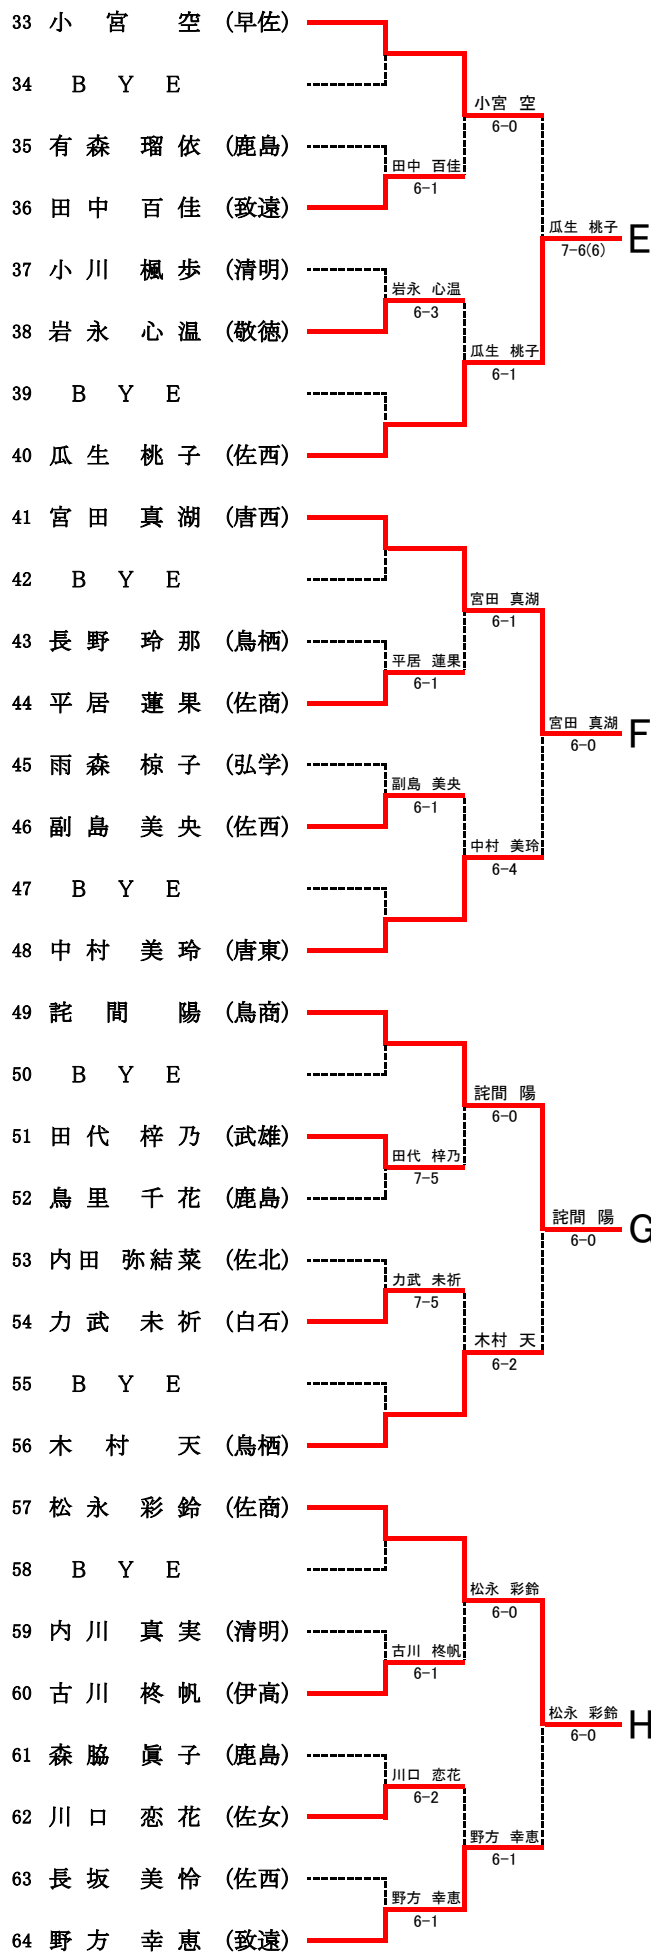 33 小宮 空 (早佐)
34 BYE
小宮 空
6-0
35 有森 瑠依 (鹿島)
田中 百佳
6-1
36 田中 百佳 (致遠)
瓜生 桃子
7-6(6)
E
37 小川 楓歩 (清明)
岩永 心温
6-3
38 岩永 心温 (敬徳)
瓜生 桃子
6-1
39 BYE
40 瓜生 桃子 (佐西)
41 宮田 真湖 (唐西)
42 BYE
宮田 真湖
6-1
43 長野 玲那 (鳥栖)
平居 蓮果
6-1
44 平居 蓮果 (佐商)
宮田 真湖
6-0
F
45 雨森 椋子 (弘学)
副島 美央
6-1
46 副島 美央 (佐西)
中村 美玲
6-4
47 BYE
48 中村 美玲 (唐東)
49 詫間 陽 (鳥商)
50 BYE
詫間 陽
6-0
51 田代 梓乃 (武雄)
田代 梓乃
7-5
52 鳥里 千花 (鹿島)
詫間 陽
6-0
G
53 内田 弥結菜 (佐北)
力武 未祈
7-5
54 力武 未祈 (白石)
木村 天
6-2
55 BYE
56 木村 天 (鳥栖)
57 松永 彩鈴 (佐商)
58 BYE
松永 彩鈴
6-0
59 内川 真実 (清明)
古川 柊帆
6-1
60 古川 柊帆 (伊高)
松永 彩鈴
6-0
H
61 森脇 眞子 (鹿島)
川口 恋花
6-2
62 川口 恋花 (佐女)
野方 幸恵
6-1
63 長坂 美怜 (佐西)
野方 幸恵
6-1
64 野方 幸恵 (致遠)